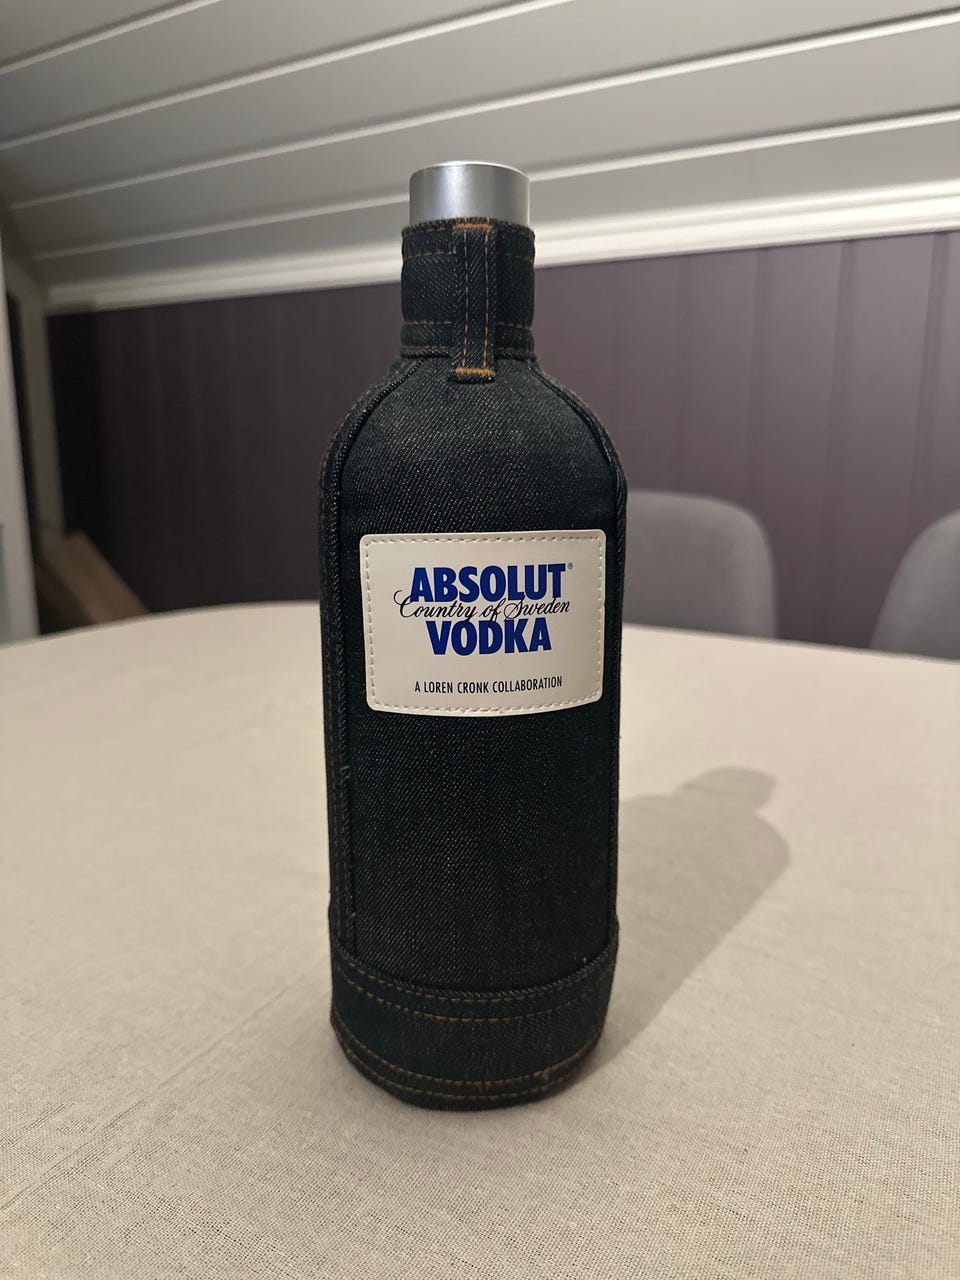 ABSOLUT®
Country of Sweden
VODKA
A LOREN CRONK COLLABORATION